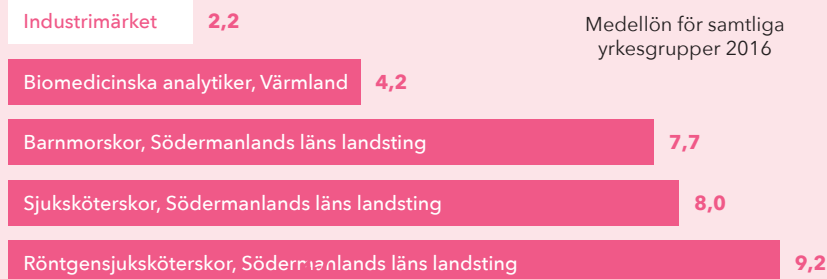 Industrimärket 2,2
Medellön för samtliga
yrkesgrupper 2016
Biomedicinska analytiker, Värmland 4,2
Barnmorskor, Södermanlands läns landsting 7,7
Sjuksköterskor, Södermanlands läns landsting 8,0
Röntgensjuksköterskor, Södermanlands läns landsting 9,2